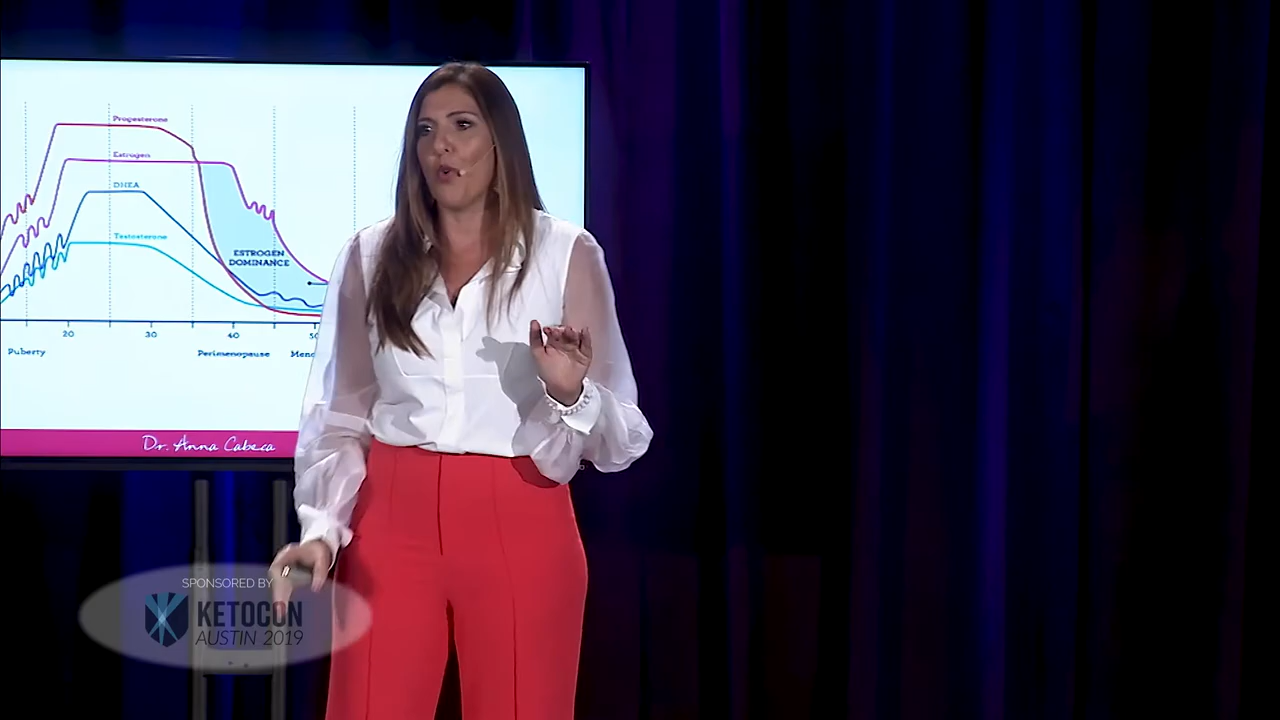 Progesterone
Estrogen
DHEA
Testosterone
ESTROGEN
DOMINANCE
20
30
40
Puberty
Perimenopause
Dr. Anna Cabeca
SPONSORED BY
KETOCON
AUSTIN 2019